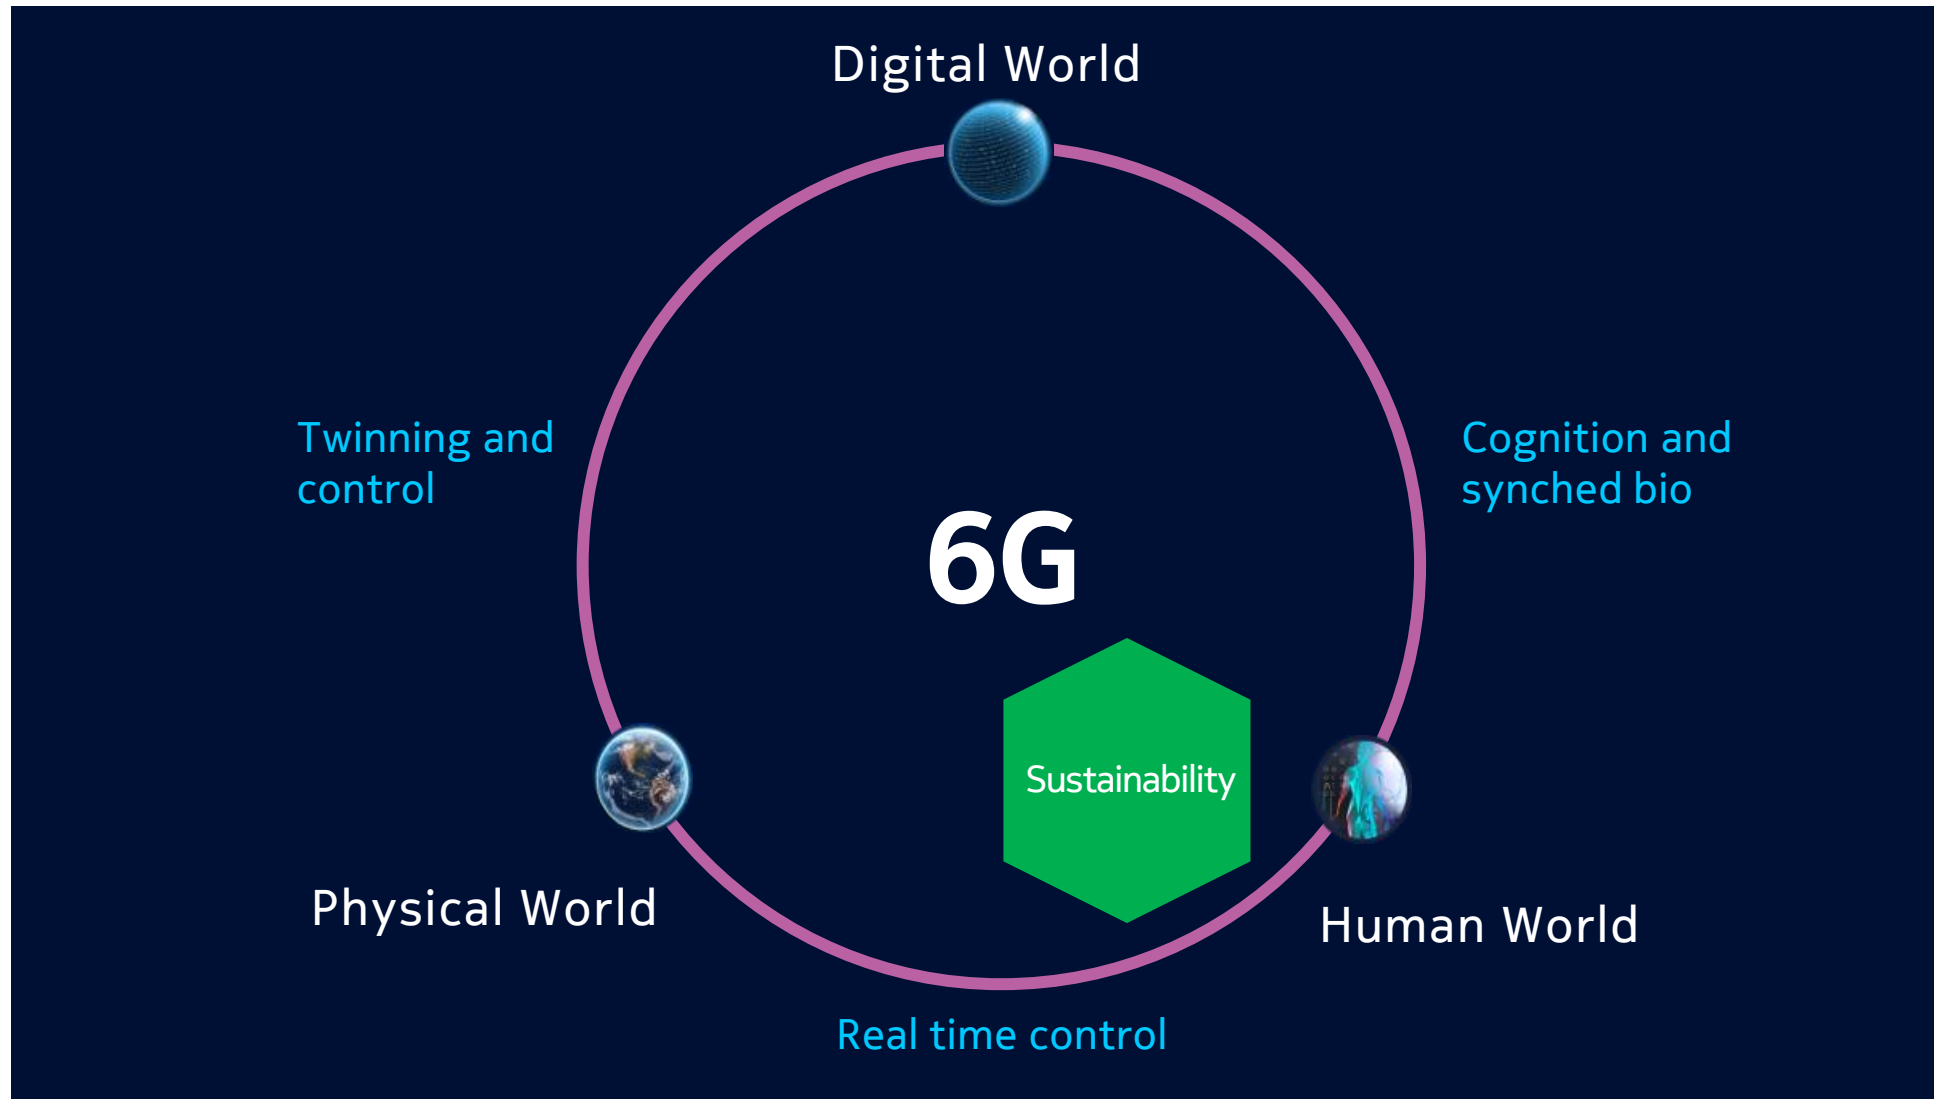 Digital World
Twinning and
control
Cognition and
synched bio
6G
Sustainability
Physical World
Human World
Real time control